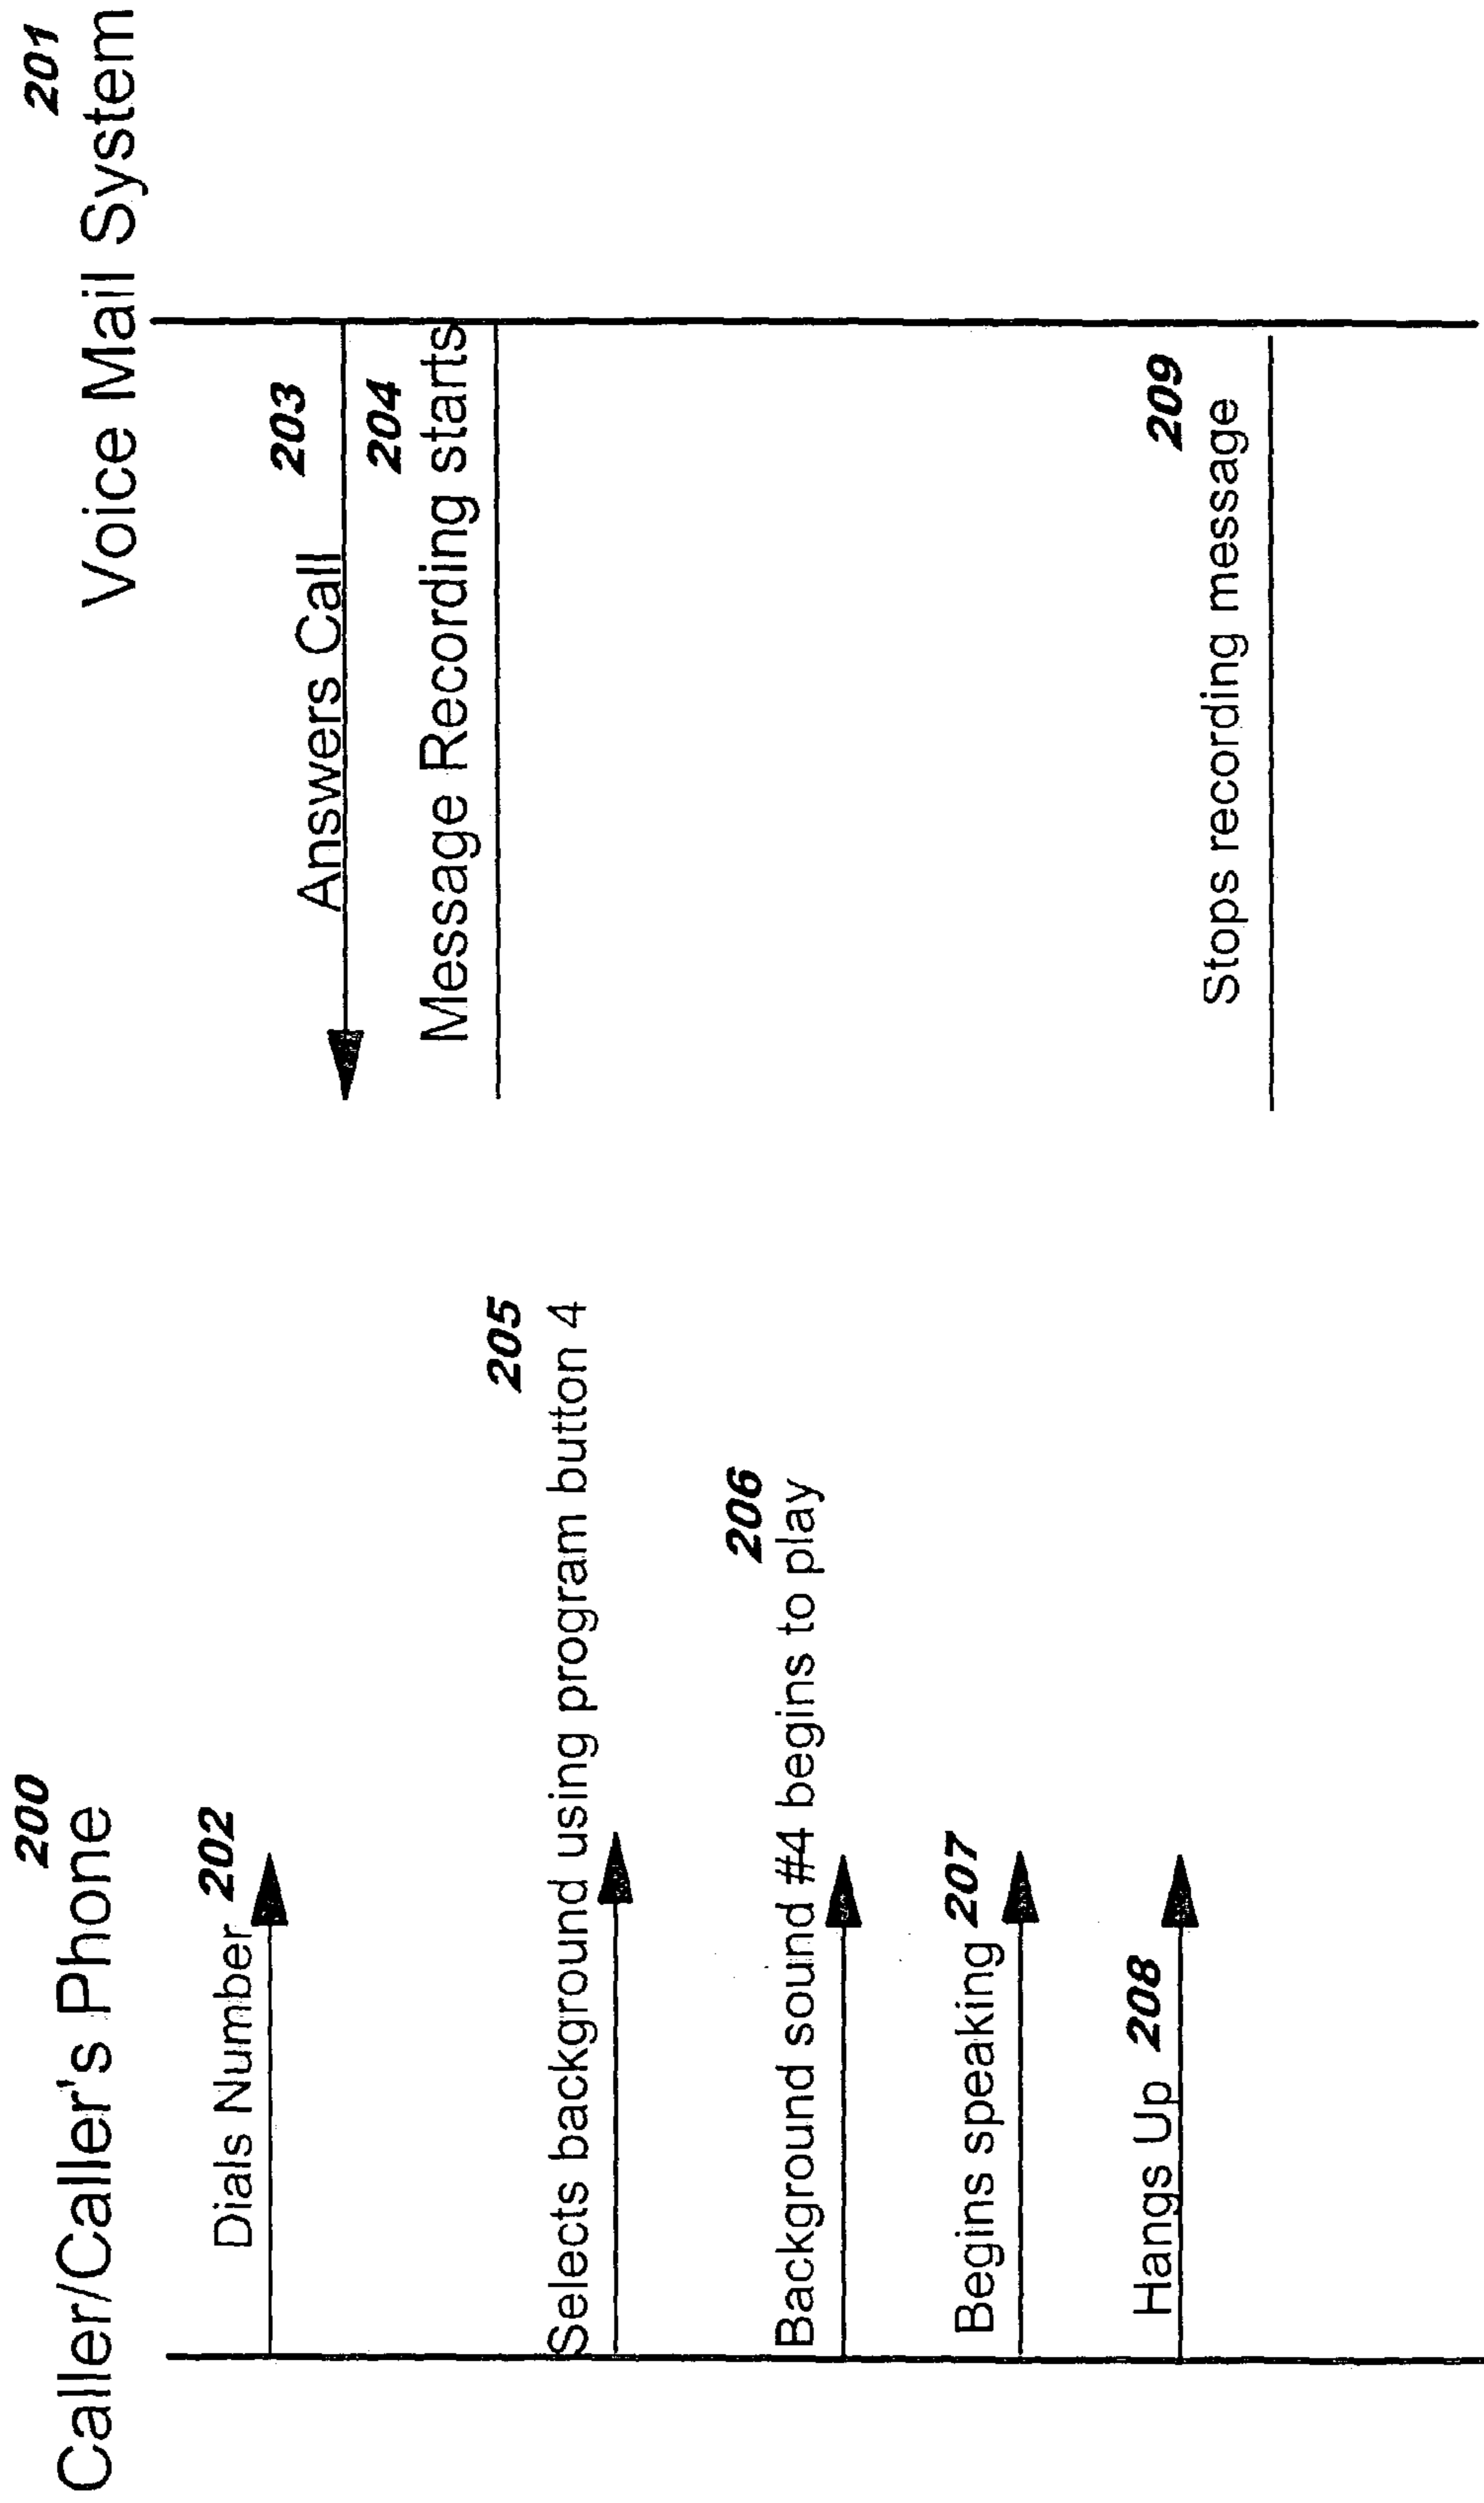 200
Caller/Caller's Phone
201
Voice Mail System
Dials Number 202
203
Answers Call
204
Message Recording starts
205
Selects background using program button 4
206
Background sound #4 begins to play
Begins speaking 207
Hangs Up 208
209
Stops recording message